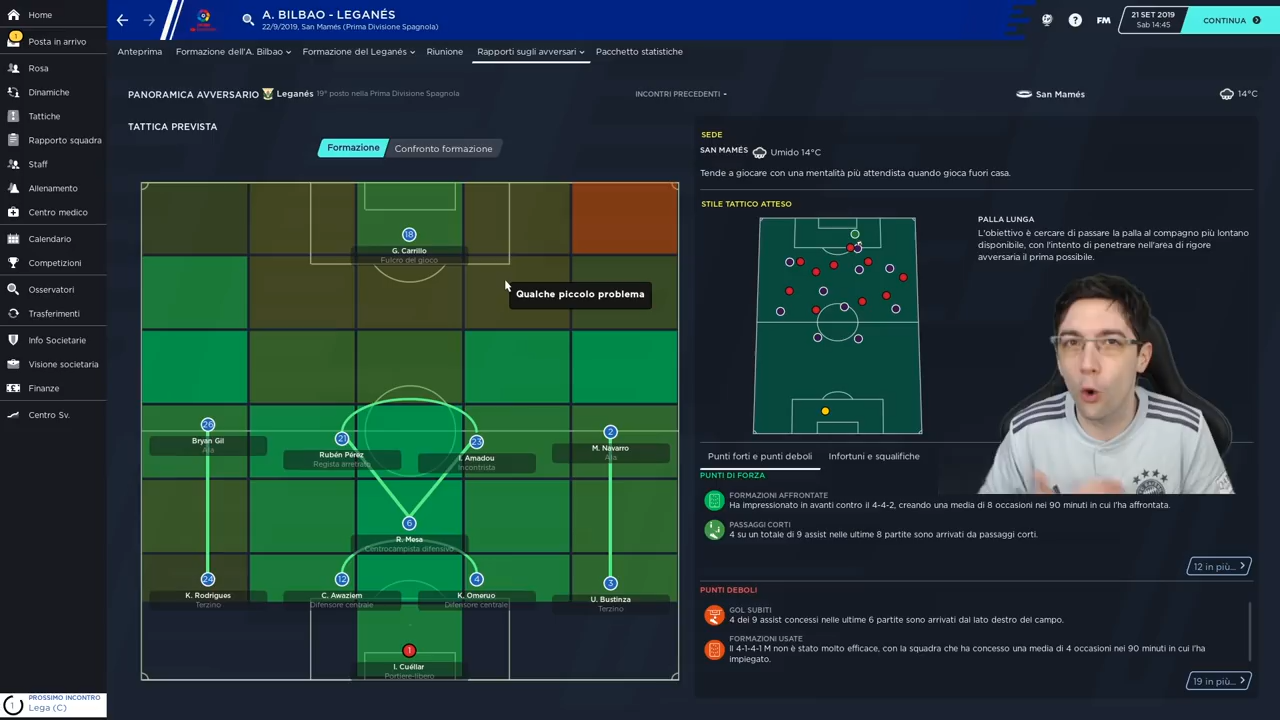 Home
A. BILBAO - LEGANÉS
22/9/2019, San Mamés (Prima Divisione Spagnola)
FM
21 SET 2019
Sab 14:45
CONTINUA
1
Posta in arrivo
Rosa
Dinamiche
Tattiche
Rapporto squadra
Staff
Allenamento
Centro medico
Calendario
Competizioni
Osservatori
Trasferimenti
Info Societarie
Visione societaria
Finanze
Centro Sv.
1
PROSSIMO INCONTRO
Lega (C)
Anteprima
Formazione dell'A. Bilbao
Formazione del Leganés
Riunione
Rapporti sugli avversari
Pacchetto statistiche
PANORAMICA AVVERSARIO
Leganés
19° posto nella Prima Divisione Spagnola
INCONTRI PRECEDENTI -
San Mamés
14°C
TATTICA PREVISTA
Formazione
Confronto formazione
18
G. Carrillo
Fulcro del gioco
Qualche piccolo problema
26
Bryan Gil
Ala
21
Rubén Pérez
Regista arretrato
23
I. Amadou
Incontrista
2
M. Navarro
Ala
6
R. Mesa
Centrocampista difensivo
24
K. Rodrigues
Terzino
12
C. Awaziem
Difensore centrale
4
K. Omeruo
Difensore centrale
3
U. Bustinza
Terzino
1
I. Cuéllar
Portiere-libero
SEDE
SAN MAMÉS
Umido 14°C
Tende a giocare con una mentalità più attendista quando gioca fuori casa.
STILE TATTICO ATTESO
PALLA LUNGA
L'obiettivo è cercare di passare la palla al compagno più lontano
disponibile, con l'intento di penetrare nell'area di rigore
avversaria il prima possibile.
Punti forti e punti deboli
Infortuni e squalifiche
PUNTI DI FORZA
FORMAZIONI AFFRONTATE
Ha impressionato in avanti contro il 4-4-2, creando una media di 8 occasioni nei 90 minuti in cui l'ha affrontata.
PASSAGGI CORTI
4 su un totale di 9 assist nelle ultime 8 partite sono arrivati da passaggi corti.
12 in più...
PUNTI DEBOLI
GOL SUBITI
4 dei 9 assist concessi nelle ultime 6 partite sono arrivati dal lato destro del campo.
FORMAZIONI USATE
Il 4-1-4-1 M non è stato molto efficace, con la squadra che ha concesso una media di 4 occasioni nei 90 minuti in cui l'ha
impiegato.
19 in più...